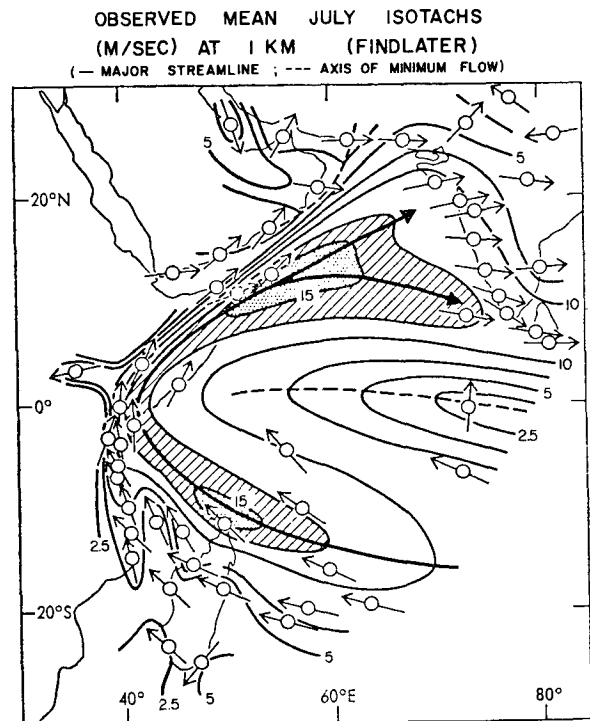 OBSERVED MEAN JULY ISOTACHS
(M/SEC) AT 1 KM (FINDLATER)
(— MAJOR STREAMLINE ; --- AXIS OF MINIMUM FLOW)
5
5
20°N
10
15
10
0°
5
2.5
15
2.5
5
20°S
5
2.5
5
40°
60°E
80°